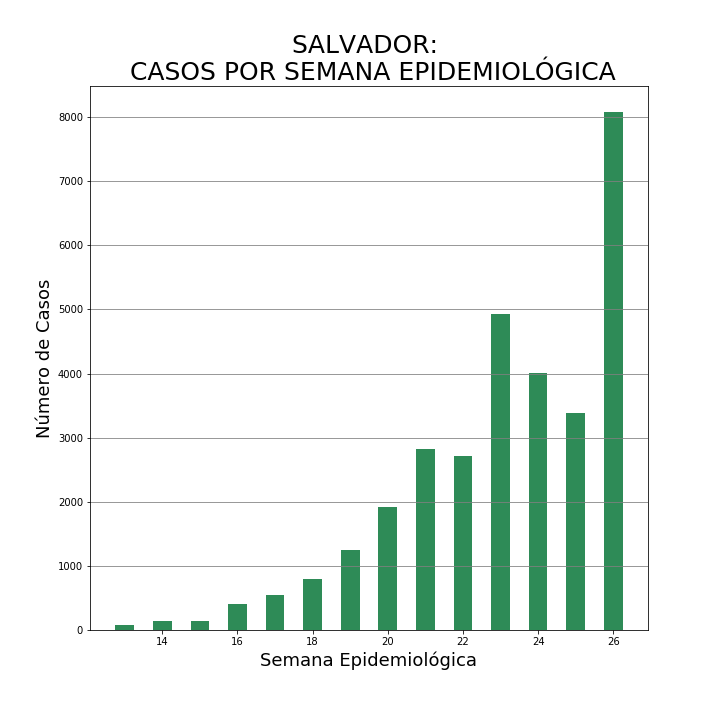 SALVADOR:
CASOS POR SEMANA EPIDEMIOLÓGICA
8000
7000
6000
5000
4000
3000
2000
1000
0
Número de Casos
14 16 18 20 22 24 26
Semana Epidemiológica